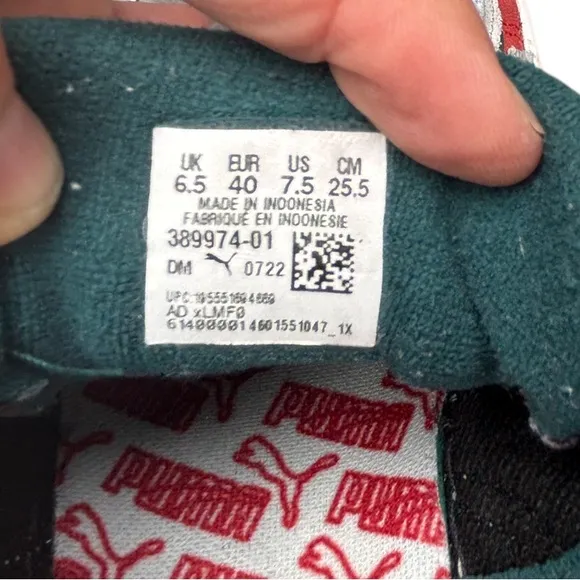 UK EUR US CM
6.5 40 7.5 25.5
MADE IN INDONESIA
FABRIQUÉ EN INDONESIE
389974-01
DM 0722
AD xLMF0
614000014601551047_1X
PUMA PUMA
PUMA PUMA